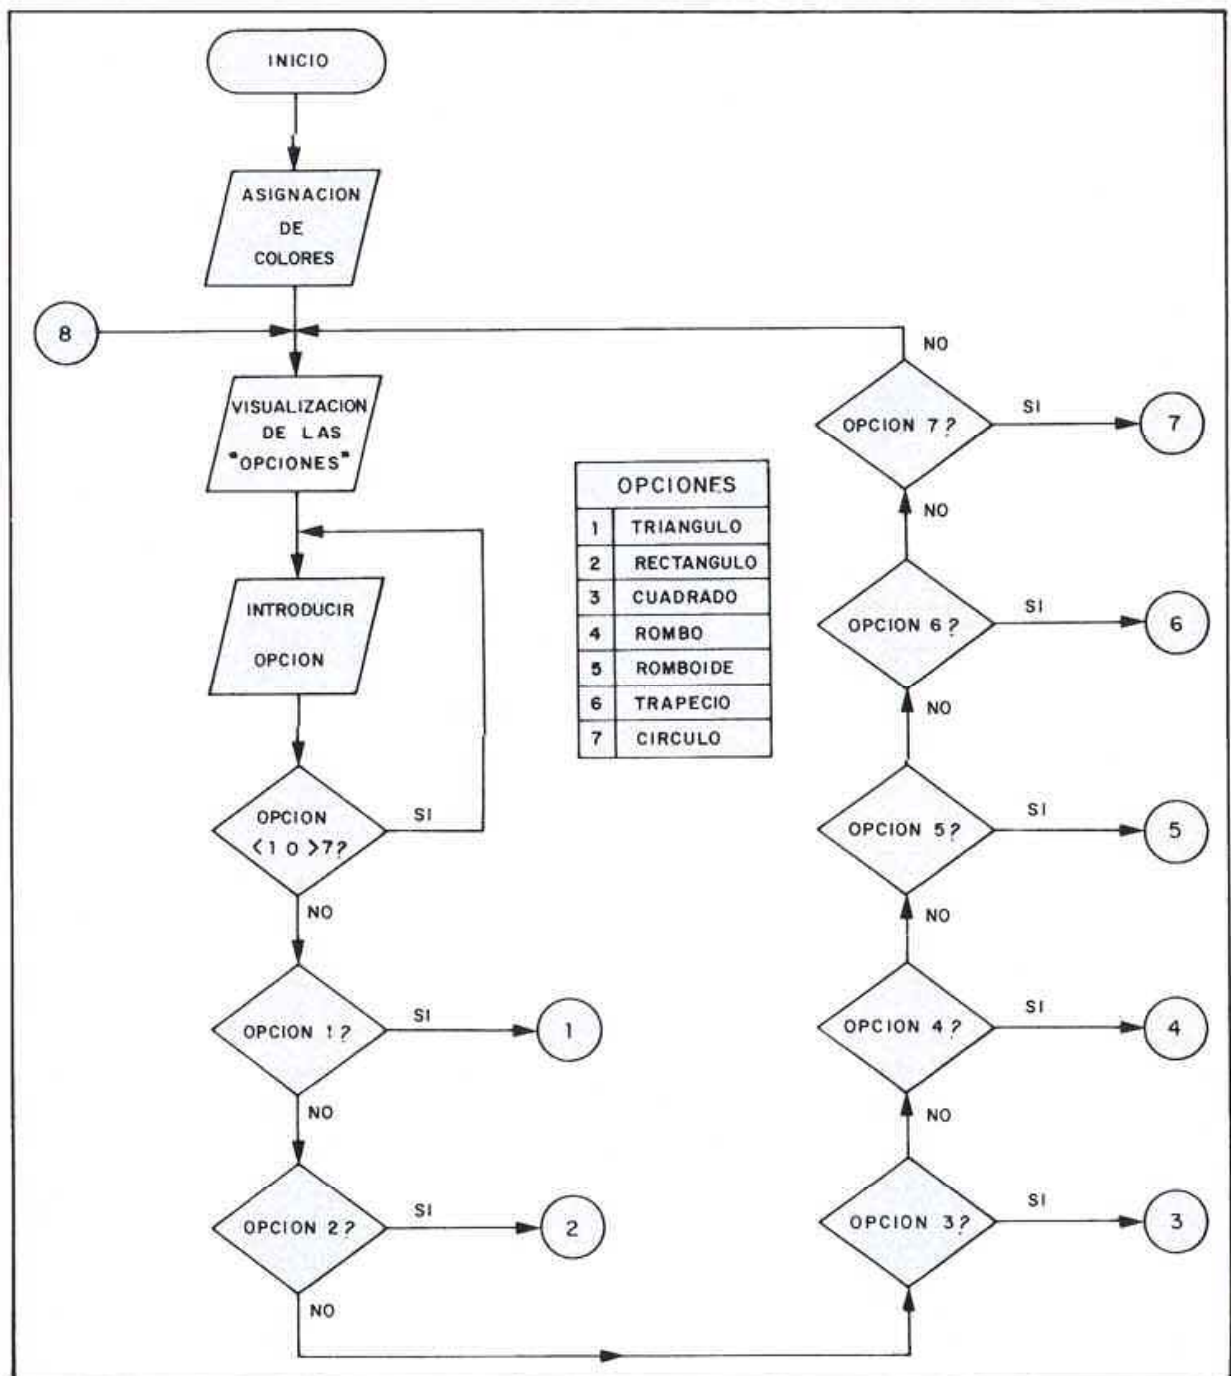 INICIO
ASIGNACION
DE
COLORES
8
VISUALIZACION
DE LAS
"OPCIONES"
INTRODUCIR
OPCION
OPCION
<1 O >7?
SI
NO
OPCION 1?
SI
1
NO
OPCION 2?
SI
2
NO
OPCIONES
1 TRIANGULO
2 RECTANGULO
3 CUADRADO
4 ROMBO
5 ROMBOIDE
6 TRAPECIO
7 CIRCULO
OPCION 3?
SI
3
NO
OPCION 4?
SI
4
NO
OPCION 5?
SI
5
NO
OPCION 6?
SI
6
NO
OPCION 7?
SI
7
NO